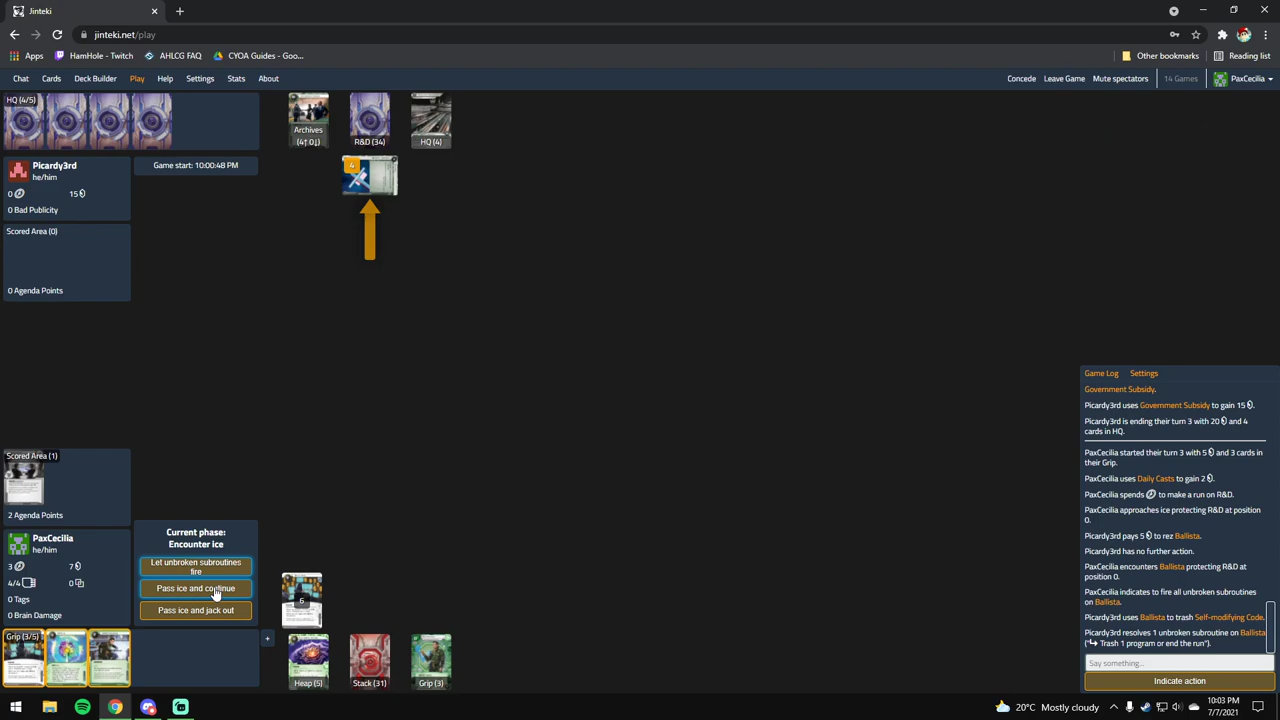 Jinteki
jinteki.net/play
Apps
HamHole - Twitch
AHLCG FAQ
CYOA Guides - Goo...
Other bookmarks
Reading list
Chat
Cards
Deck Builder
Play
Help
Settings
Stats
About
Concede
Leave Game
Mute spectators
14 Games
PaxCecilia
HQ (4/5)
Archives
(4↑ 0↓)
R&D (34)
HQ (4)
Picardy3rd
he/him
0
15
0 Bad Publicity
Game start: 10:00:48 PM
4
Scored Area (0)
0 Agenda Points
Game Log
Settings
Government Subsidy.
Picardy3rd uses Government Subsidy to gain 15
Picardy3rd is ending their turn 3 with 20 and 4
cards in HQ.
PaxCecilia started their turn 3 with 5 and 3 cards in
their Grip.
PaxCecilia uses Daily Casts to gain 2
PaxCecilia spends to make a run on R&D.
PaxCecilia approaches ice protecting R&D at position
0.
Picardy3rd pays 5 to rez Ballista.
Picardy3rd has no further action.
PaxCecilia encounters Ballista protecting R&D at
position 0.
PaxCecilia indicates to fire all unbroken subroutines
on Ballista.
Picardy3rd uses Ballista to trash Self-modifying Code.
Picardy3rd resolves 1 unbroken subroutine on Ballista
("↳ Trash 1 program or end the run").
Say something...
Indicate action
Scored Area (1)
2 Agenda Points
PaxCecilia
he/him
3
7
4/4
0
0 Tags
0 Brain Damage
Current phase:
Encounter ice
Let unbroken subroutines
fire
Pass ice and continue
Pass ice and jack out
6
Grip (3/5)
+
Heap (5)
Stack (31)
Grip (3)
20°C Mostly cloudy
10:03 PM
7/7/2021